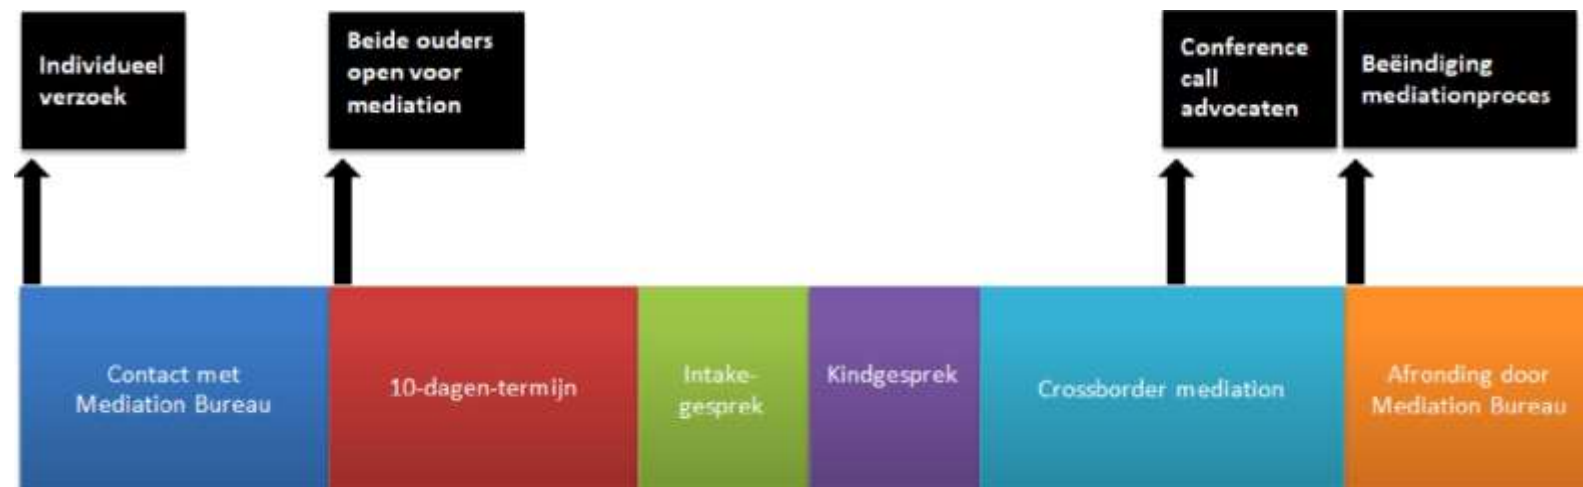 Individueel
verzoek
Beide ouders
open voor
mediation
Conference
call
advocaten
Beëindiging
mediationproces
Contact met
Mediation Bureau
10-dagen-termijn
Intake-
gesprek
Kindgesprek
Crossborder mediation
Afronding door
Mediation Bureau